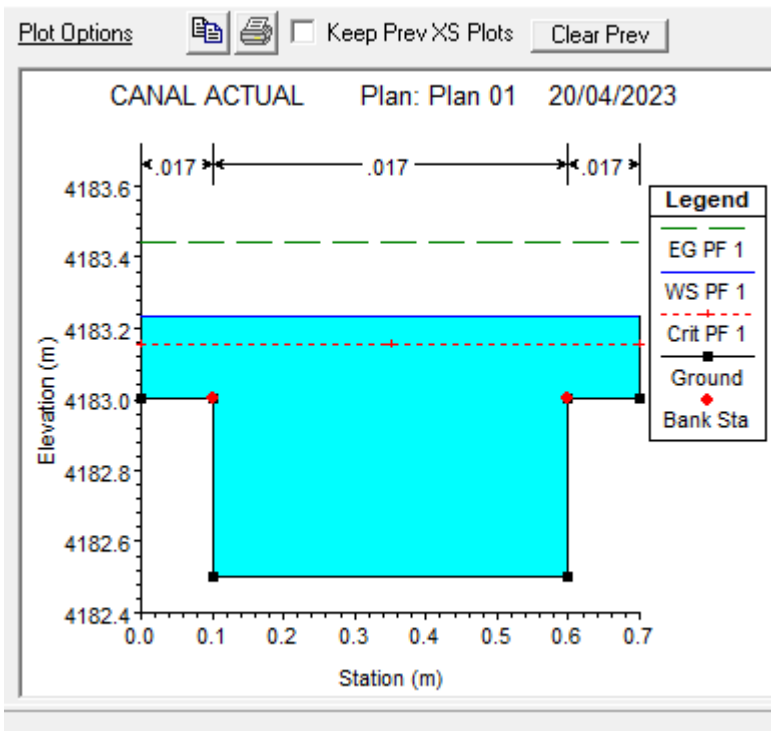 Plot Options Keep Prev XS Plots Clear Prev
CANAL ACTUAL Plan: Plan 01 20/04/2023
.017 .017 .017
4183.6
4183.4
4183.2
4183.0
4182.8
4182.6
4182.4
Elevation (m)
0.0 0.1 0.2 0.3 0.4 0.5 0.6 0.7
Station (m)
Legend
EG PF 1
WS PF 1
Crit PF 1
Ground
Bank Sta